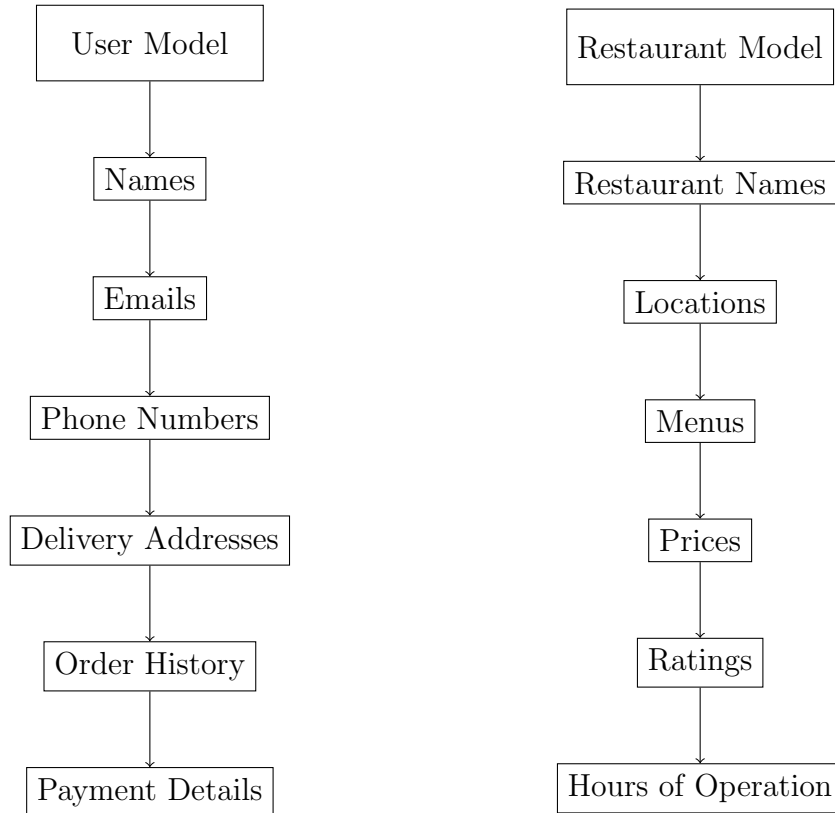 User Model
Names
Emails
Phone Numbers
Delivery Addresses
Order History
Payment Details
Restaurant Model
Restaurant Names
Locations
Menus
Prices
Ratings
Hours of Operation